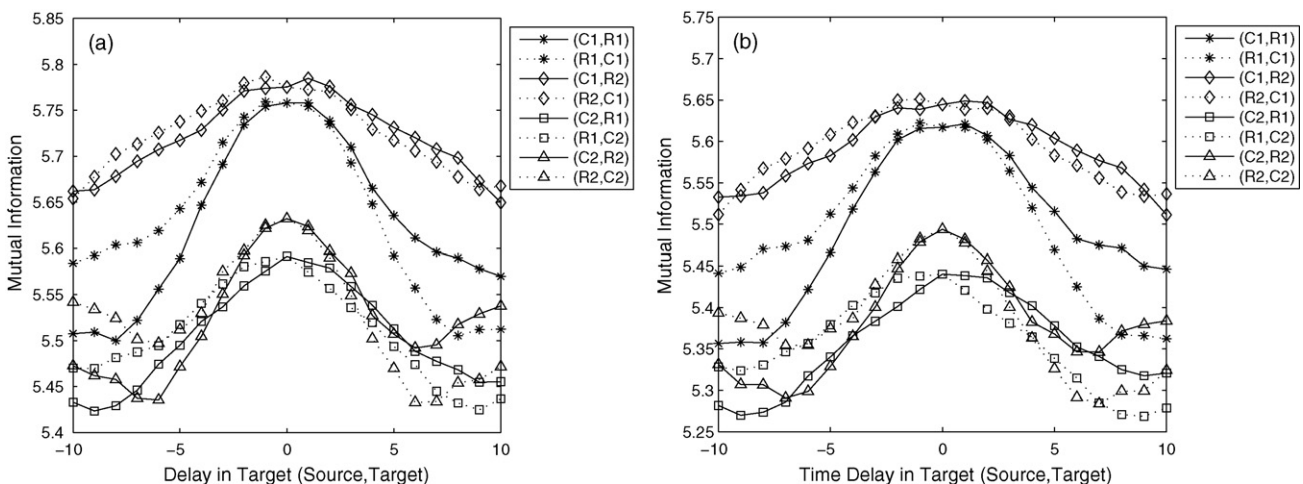 (a)
Mutual Information
5.85
5.8
5.75
5.7
5.65
5.6
5.55
5.5
5.45
5.4
−10
−5
0
5
10
Delay in Target (Source,Target)
(C1,R1)
(R1,C1)
(C1,R2)
(R2,C1)
(C2,R1)
(R1,C2)
(C2,R2)
(R2,C2)
(b)
Mutual Information
5.75
5.7
5.65
5.6
5.55
5.5
5.45
5.4
5.35
5.3
5.25
−10
−5
0
5
10
Time Delay in Target (Source,Target)
(C1,R1)
(R1,C1)
(C1,R2)
(R2,C1)
(C2,R1)
(R1,C2)
(C2,R2)
(R2,C2)